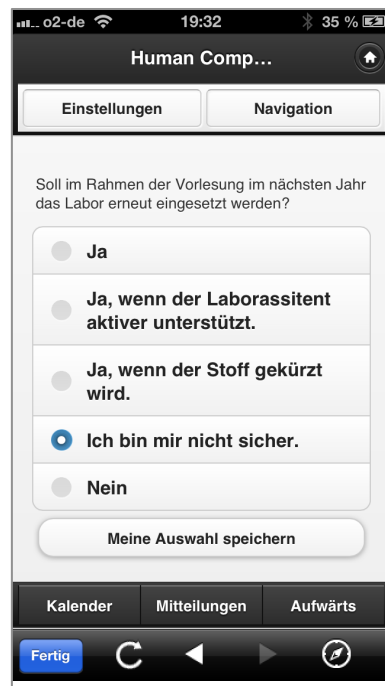 o2-de 19:32 35 %
Human Comp...
Einstellungen Navigation
Soll im Rahmen der Vorlesung im nächsten Jahr
das Labor erneut eingesetzt werden?
Ja
Ja, wenn der Laborassitent
aktiver unterstützt.
Ja, wenn der Stoff gekürzt
wird.
Ich bin mir nicht sicher.
Nein
Meine Auswahl speichern
Kalender Mitteilungen Aufwärts
Fertig